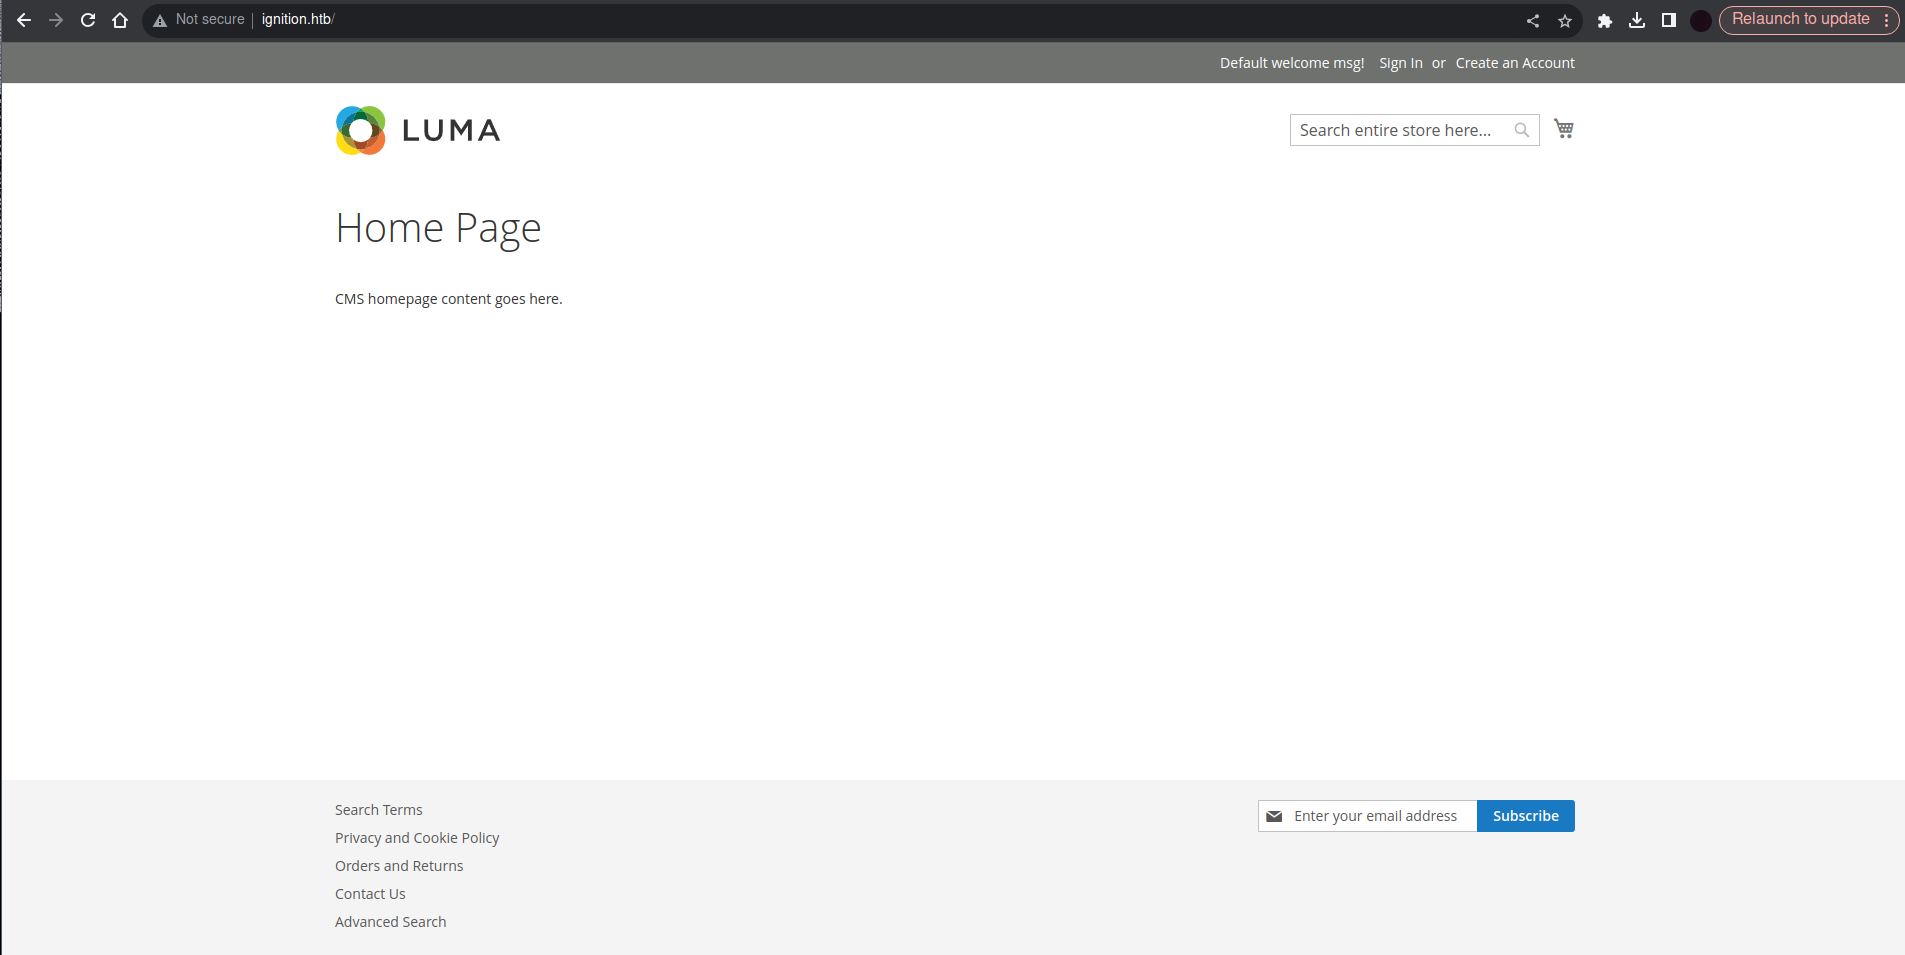 Not secure ignition.htb/ Relaunch to update
Default welcome msg! Sign In or Create an Account
LUMA Search entire store here...
Home Page
CMS homepage content goes here.
Search Terms
Privacy and Cookie Policy
Orders and Returns
Contact Us
Advanced Search
Enter your email address Subscribe